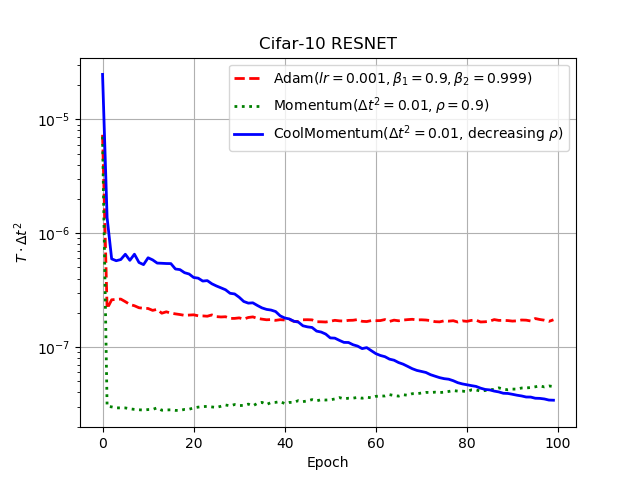 Cifar-10 RESNET
Adam(lr = 0.001, β₁ = 0.9, β₂ = 0.999)
Momentum(Δt² = 0.01, ρ = 0.9)
CoolMomentum(Δt² = 0.01, decreasing ρ)
T · Δt²
10⁻⁵
10⁻⁶
10⁻⁷
0 20 40 60 80 100
Epoch